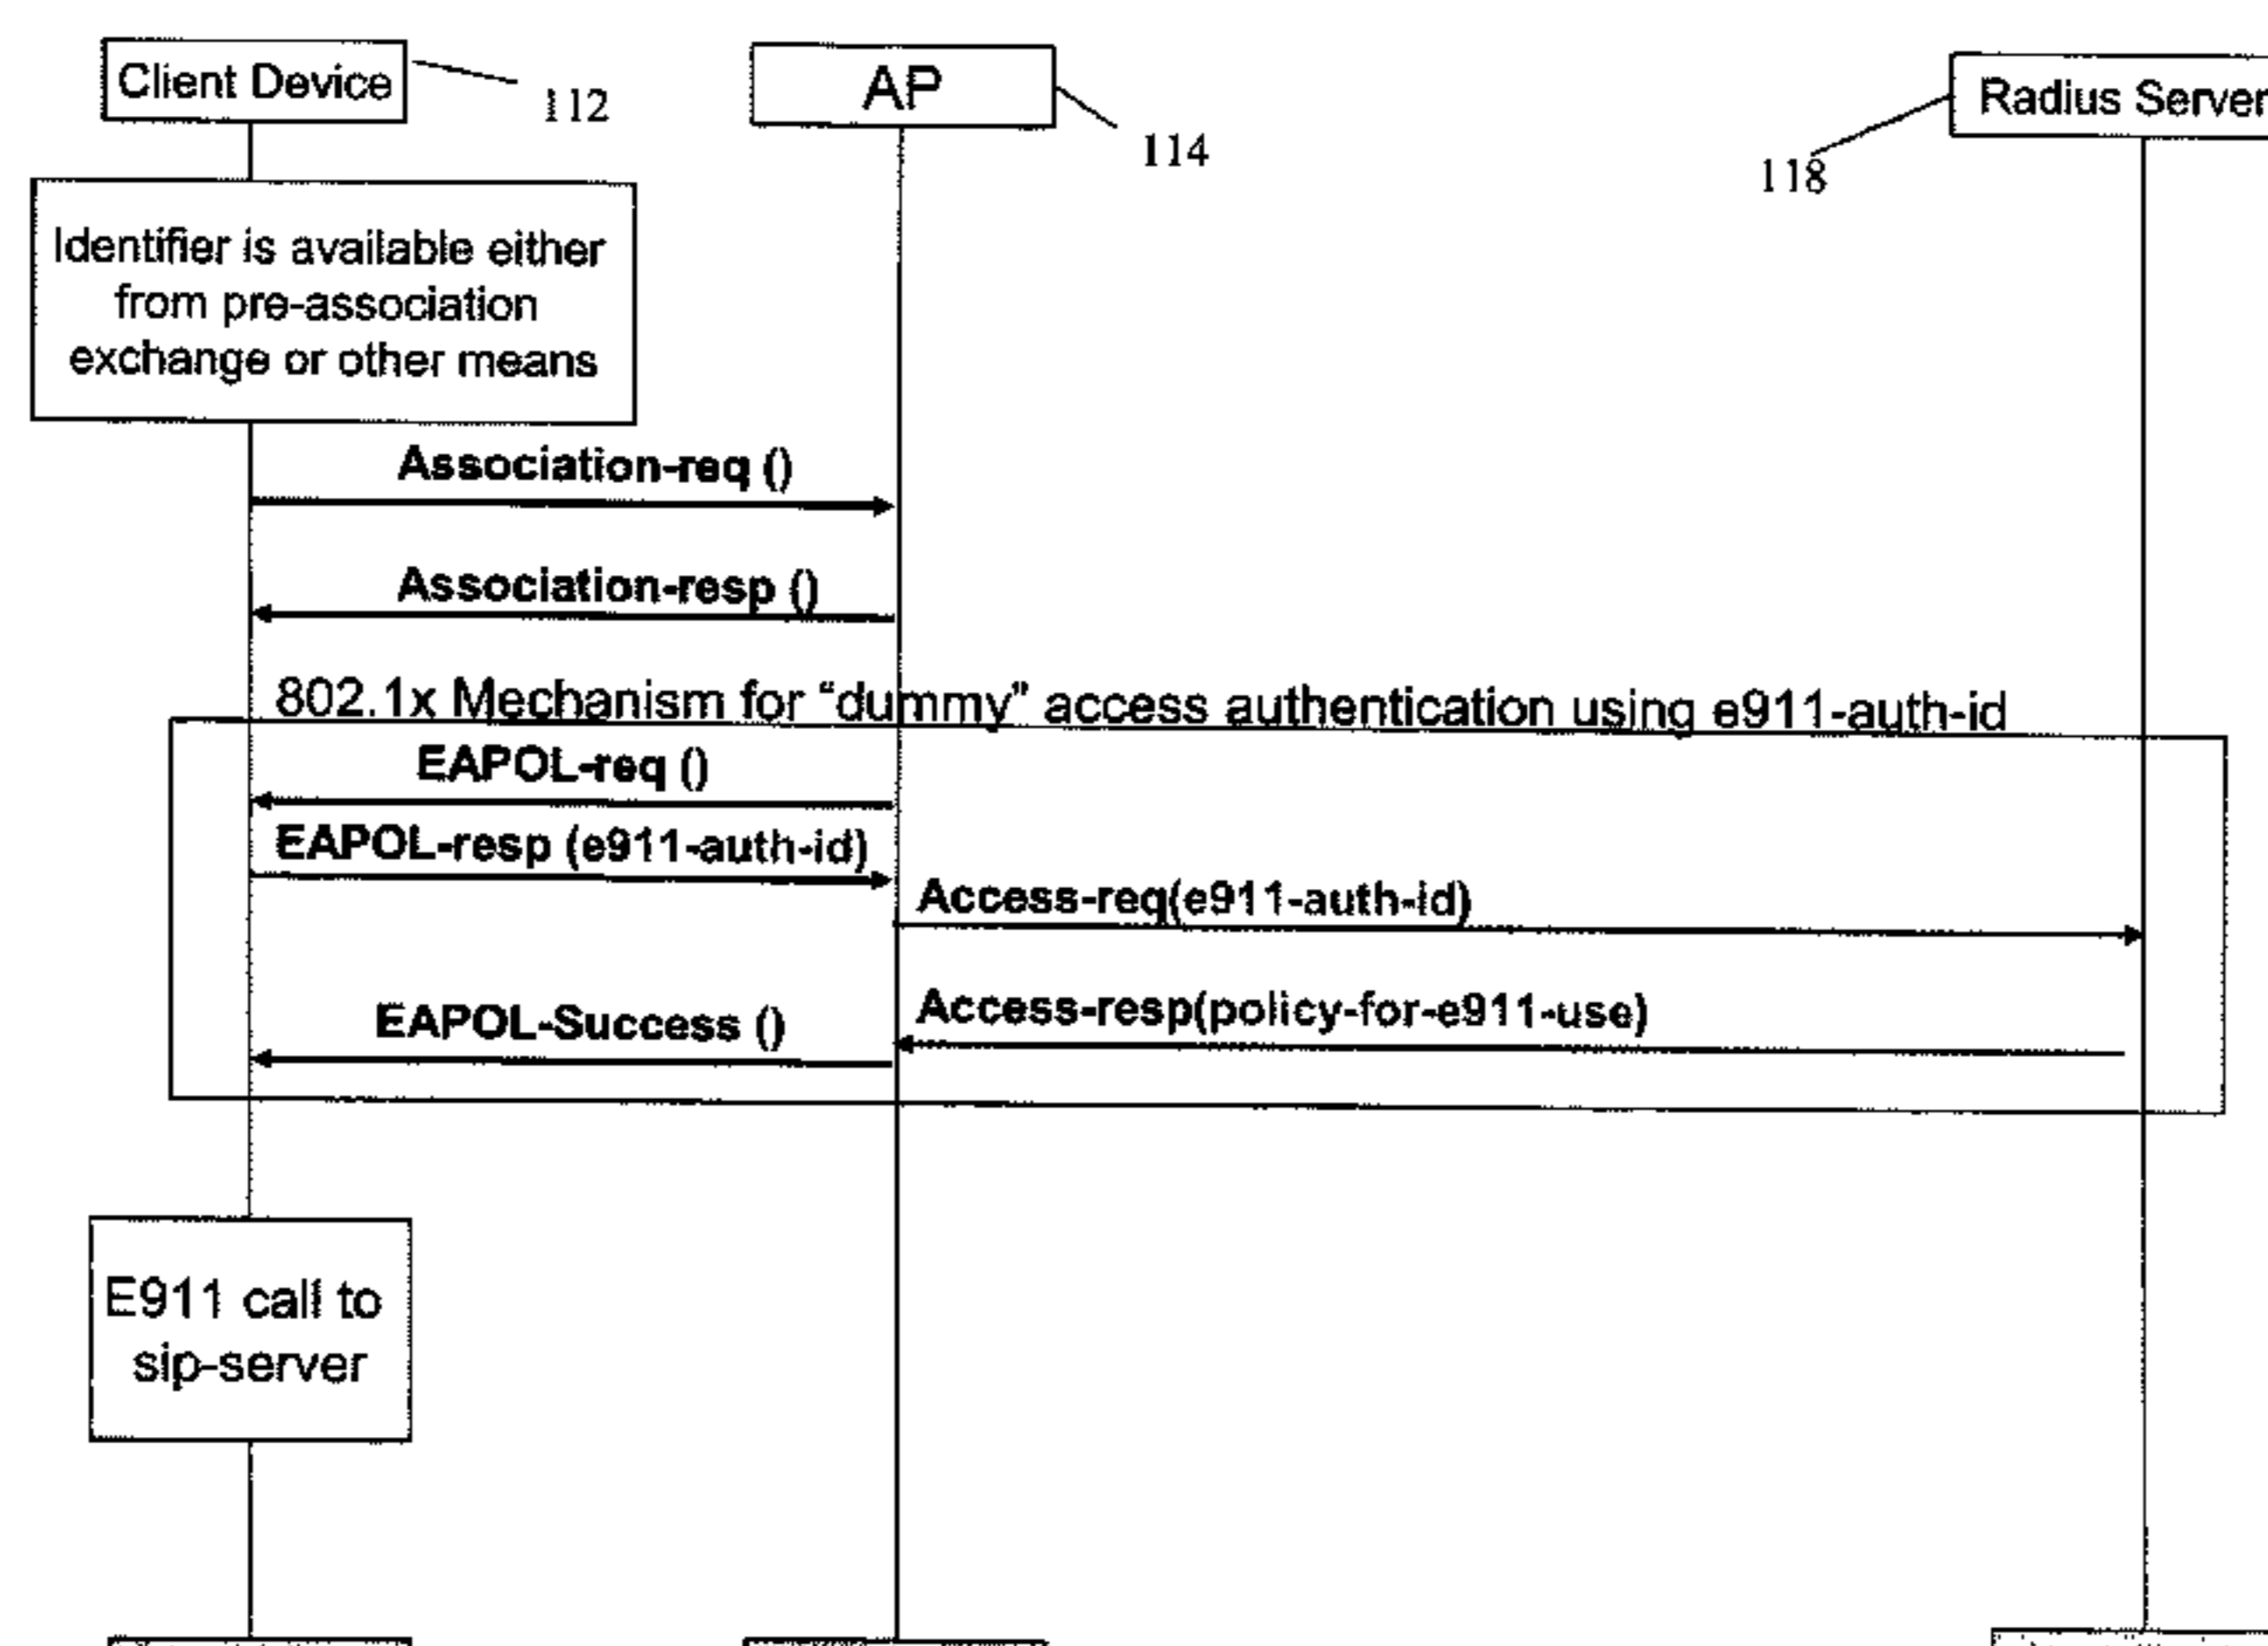 Client Device
112
AP
114
Radius Server
118
Identifier is available either
from pre-association
exchange or other means
Association-req ()
Association-resp ()
802.1x Mechanism for “dummy” access authentication using e911-auth-id
EAPOL-req ()
EAPOL-resp (e911-auth-id)
Access-req(e911-auth-id)
Access-resp(policy-for-e911-use)
EAPOL-Success ()
E911 call to
sip-server